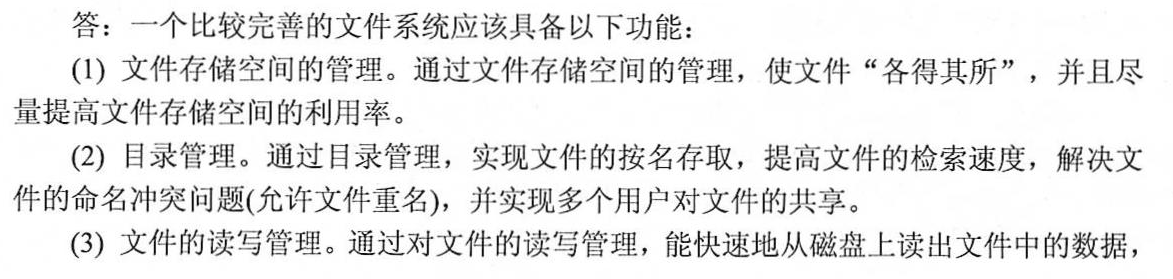 答：一个比较完善的文件系统应该具备以下功能：
(1) 文件存储空间的管理。通过文件存储空间的管理，使文件“各得其所”，并且尽
量提高文件存储空间的利用率。
(2) 目录管理。通过目录管理，实现文件的按名存取，提高文件的检索速度，解决文
件的命名冲突问题(允许文件重名)，并实现多个用户对文件的共享。
(3) 文件的读写管理。通过对文件的读写管理，能快速地从磁盘上读出文件中的数据，